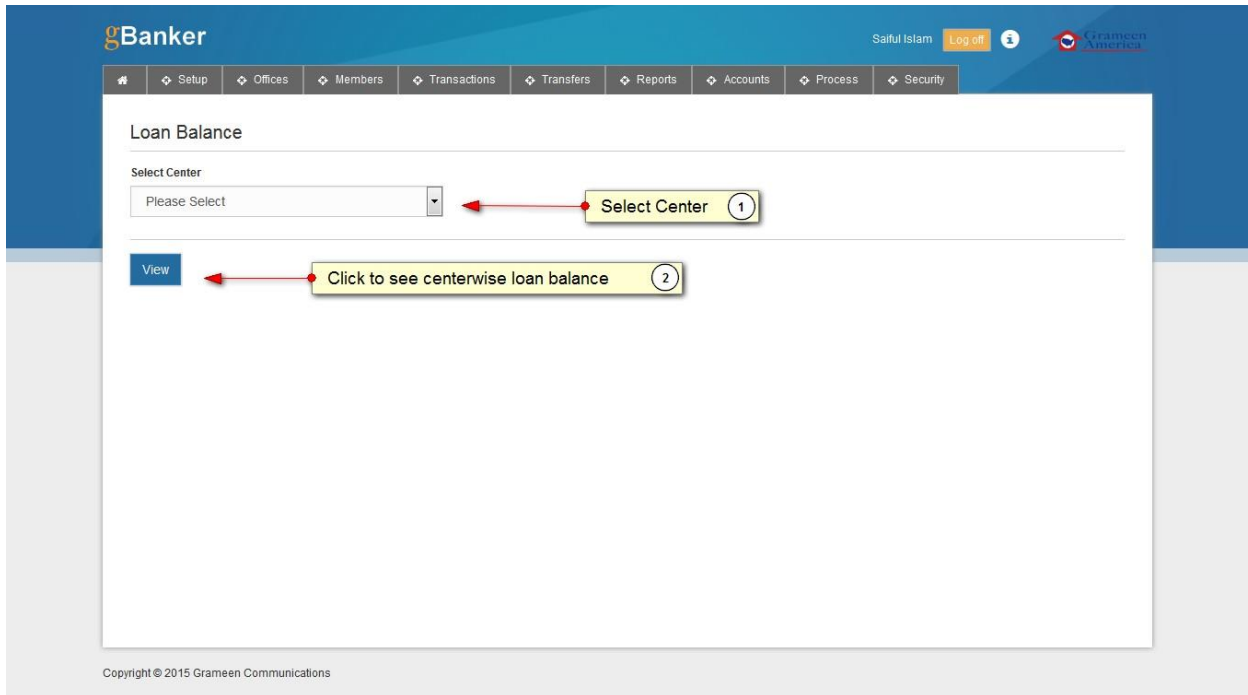 gBanker
Saiful Islam Log off i Grameen America
Setup Offices Members Transactions Transfers Reports Accounts Process Security
Loan Balance
Select Center
Please Select
Select Center 1
View
Click to see centerwise loan balance 2
Copyright © 2015 Grameen Communications